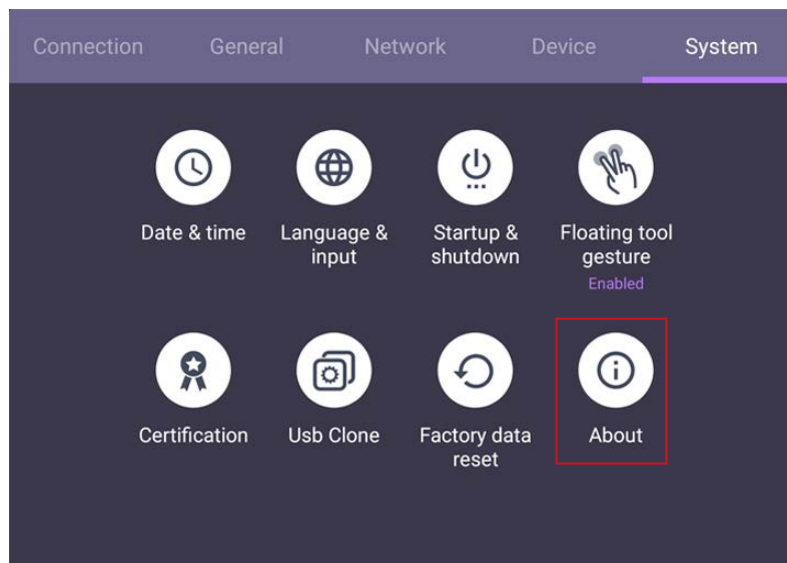 Connection General Network Device System
Date & time
Language &
input
Startup &
shutdown
Floating tool
gesture
Enabled
Certification
Usb Clone
Factory data
reset
About